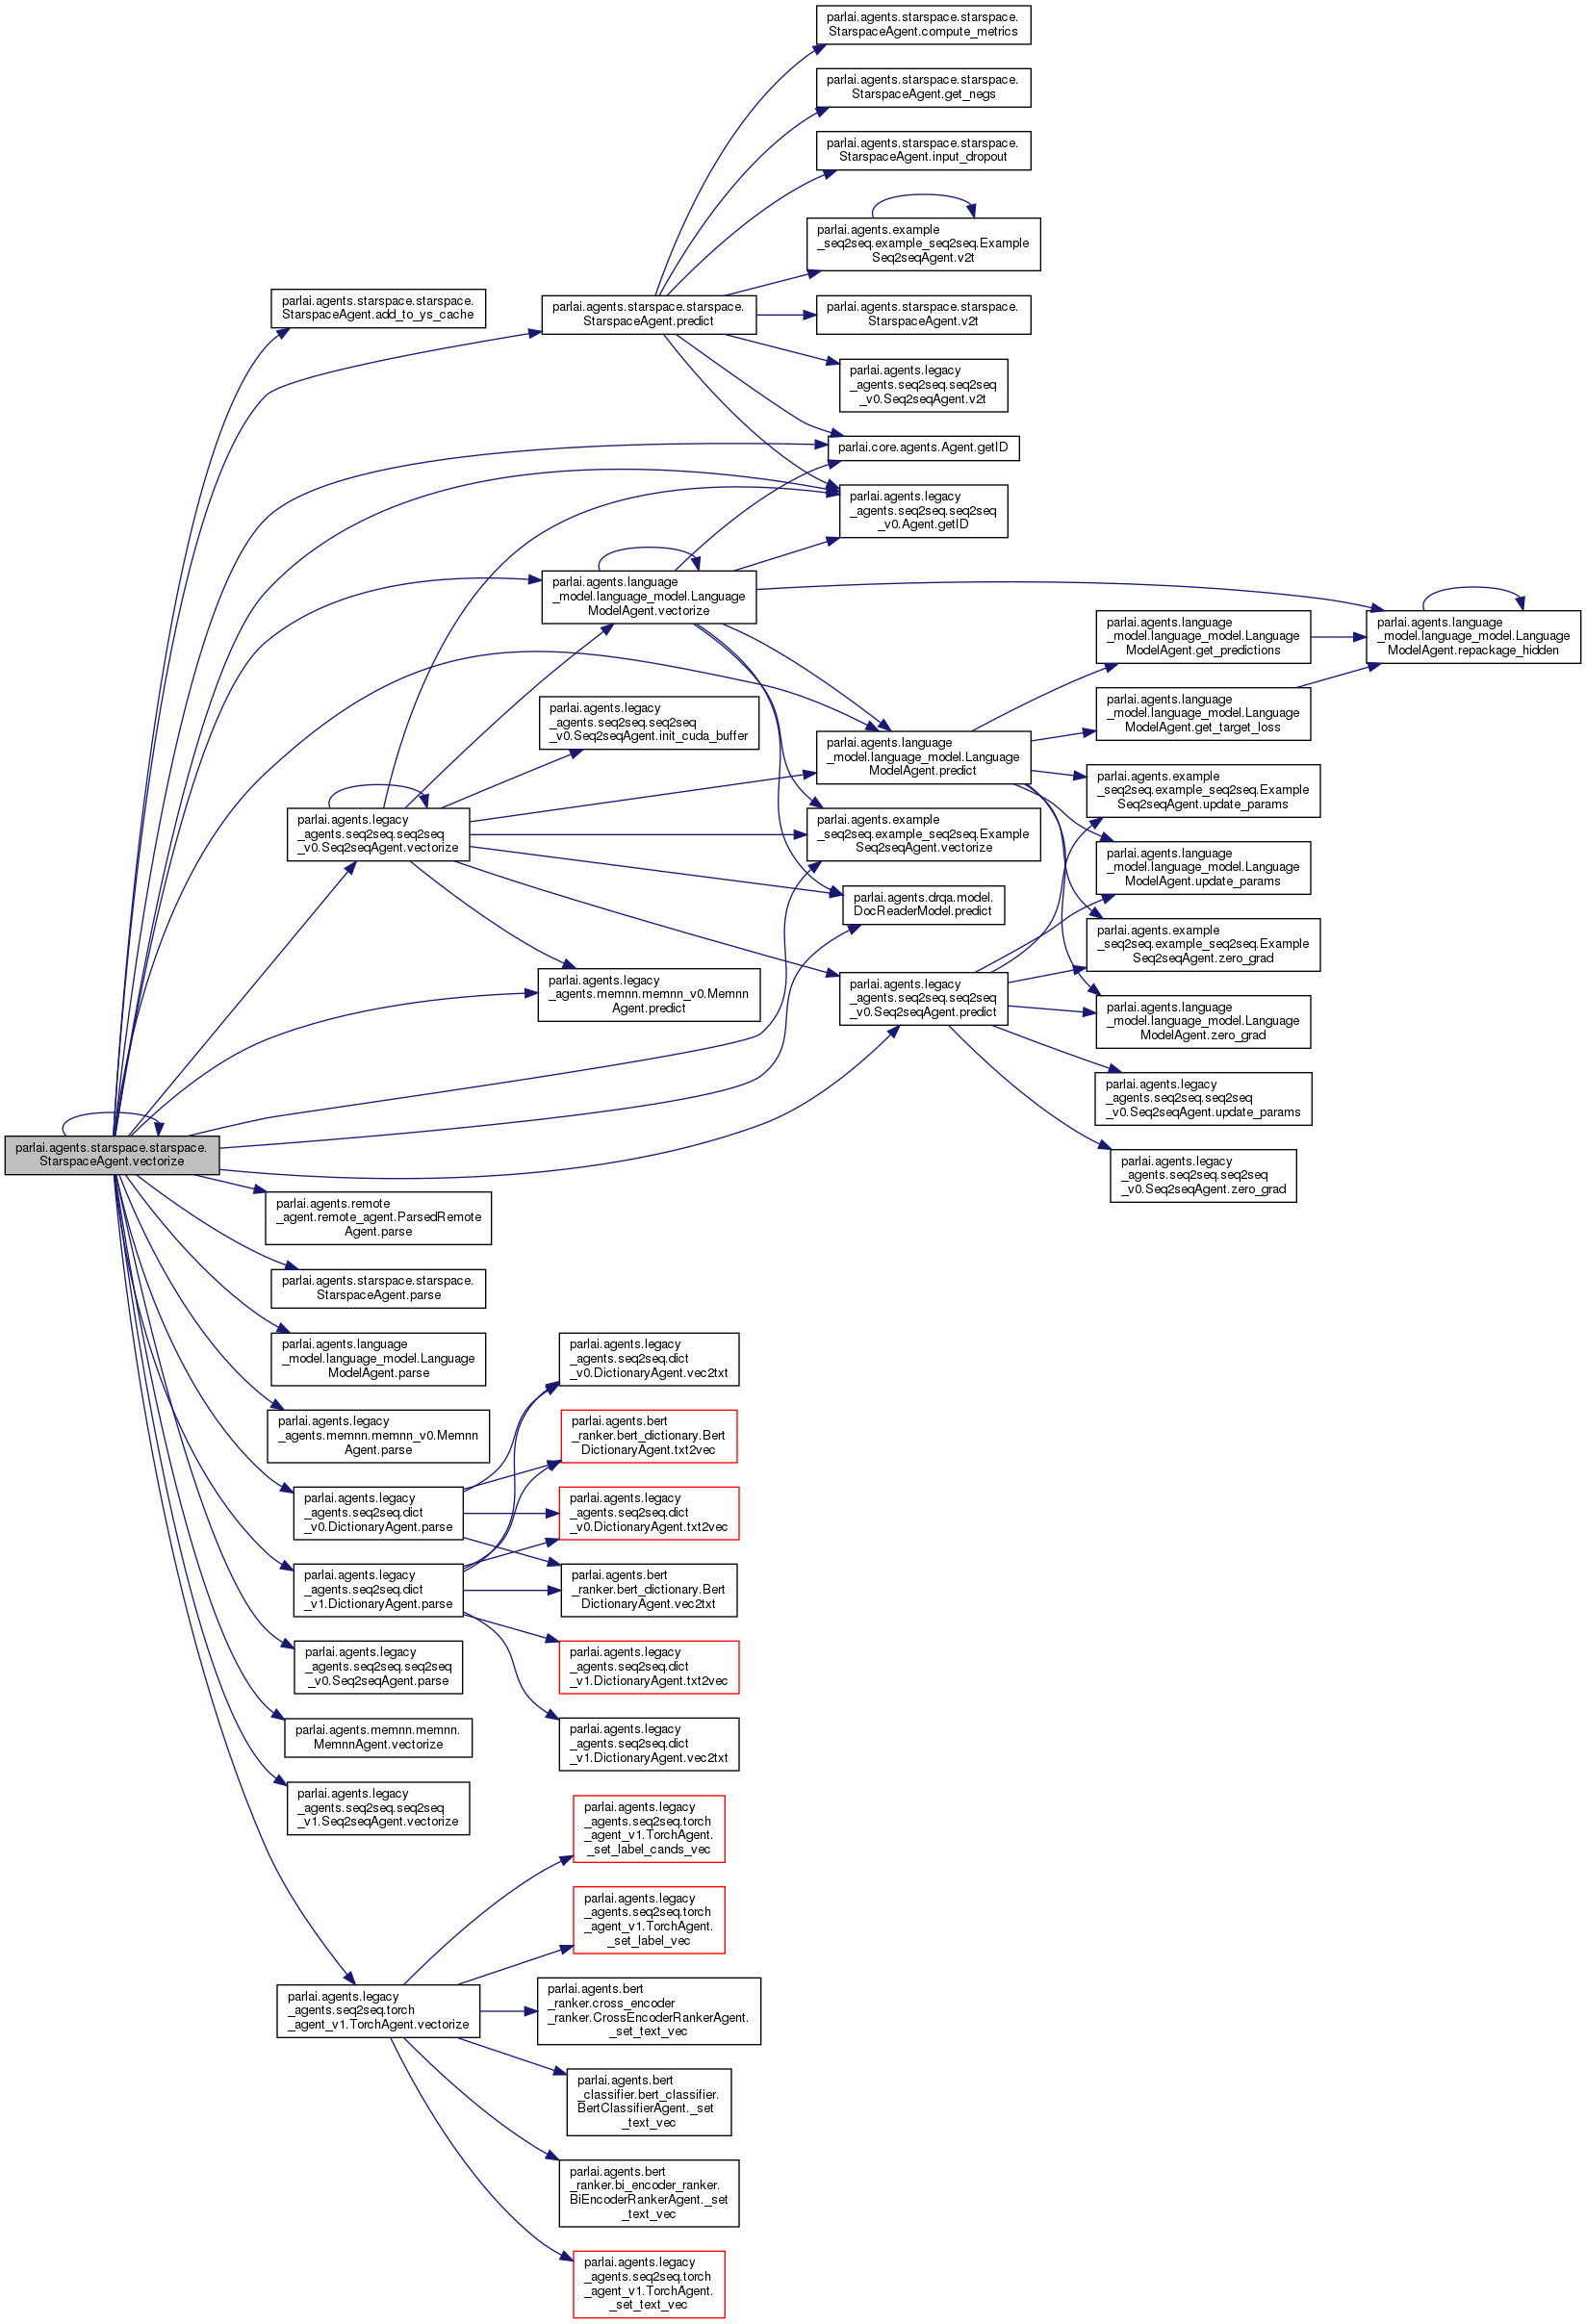 parlai.agents.starspace.starspace.
StarspaceAgent.compute_metrics
parlai.agents.starspace.starspace.
StarspaceAgent.get_negs
parlai.agents.starspace.starspace.
StarspaceAgent.input_dropout
parlai.agents.example
_seq2seq.example_seq2seq.Example
Seq2seqAgent.v2t
parlai.agents.starspace.starspace.
StarspaceAgent.add_to_ys_cache
parlai.agents.starspace.starspace.
StarspaceAgent.predict
parlai.agents.starspace.starspace.
StarspaceAgent.v2t
parlai.agents.legacy
_agents.seq2seq.seq2seq
_v0.Seq2seqAgent.v2t
parlai.core.agents.Agent.getID
parlai.agents.legacy
_agents.seq2seq.seq2seq
_v0.Agent.getID
parlai.agents.language
_model.language_model.Language
ModelAgent.vectorize
parlai.agents.language
_model.language_model.Language
ModelAgent.get_predictions
parlai.agents.language
_model.language_model.Language
ModelAgent.repackage_hidden
parlai.agents.legacy
_agents.seq2seq.seq2seq
_v0.Seq2seqAgent.init_cuda_buffer
parlai.agents.language
_model.language_model.Language
ModelAgent.get_target_loss
parlai.agents.language
_model.language_model.Language
ModelAgent.predict
parlai.agents.example
_seq2seq.example_seq2seq.Example
Seq2seqAgent.update_params
parlai.agents.legacy
_agents.seq2seq.seq2seq
_v0.Seq2seqAgent.vectorize
parlai.agents.example
_seq2seq.example_seq2seq.Example
Seq2seqAgent.vectorize
parlai.agents.language
_model.language_model.Language
ModelAgent.update_params
parlai.agents.drqa.model.
DocReaderModel.predict
parlai.agents.example
_seq2seq.example_seq2seq.Example
Seq2seqAgent.zero_grad
parlai.agents.legacy
_agents.memnn.memnn_v0.Memnn
Agent.predict
parlai.agents.legacy
_agents.seq2seq.seq2seq
_v0.Seq2seqAgent.predict
parlai.agents.language
_model.language_model.Language
ModelAgent.zero_grad
parlai.agents.legacy
_agents.seq2seq.seq2seq
_v0.Seq2seqAgent.update_params
parlai.agents.starspace.starspace.
StarspaceAgent.vectorize
parlai.agents.legacy
_agents.seq2seq.seq2seq
_v0.Seq2seqAgent.zero_grad
parlai.agents.remote
_agent.remote_agent.ParsedRemote
Agent.parse
parlai.agents.starspace.starspace.
StarspaceAgent.parse
parlai.agents.language
_model.language_model.Language
ModelAgent.parse
parlai.agents.legacy
_agents.seq2seq.dict
_v0.DictionaryAgent.vec2txt
parlai.agents.legacy
_agents.memnn.memnn_v0.Memnn
Agent.parse
parlai.agents.bert
_ranker.bert_dictionary.Bert
DictionaryAgent.txt2vec
parlai.agents.legacy
_agents.seq2seq.dict
_v0.DictionaryAgent.parse
parlai.agents.legacy
_agents.seq2seq.dict
_v0.DictionaryAgent.txt2vec
parlai.agents.legacy
_agents.seq2seq.dict
_v1.DictionaryAgent.parse
parlai.agents.bert
_ranker.bert_dictionary.Bert
DictionaryAgent.vec2txt
parlai.agents.legacy
_agents.seq2seq.seq2seq
_v0.Seq2seqAgent.parse
parlai.agents.legacy
_agents.seq2seq.dict
_v1.DictionaryAgent.txt2vec
parlai.agents.memnn.memnn.
MemnnAgent.vectorize
parlai.agents.legacy
_agents.seq2seq.dict
_v1.DictionaryAgent.vec2txt
parlai.agents.legacy
_agents.seq2seq.seq2seq
_v1.Seq2seqAgent.vectorize
parlai.agents.legacy
_agents.seq2seq.torch
_agent_v1.TorchAgent.
_set_label_cands_vec
parlai.agents.legacy
_agents.seq2seq.torch
_agent_v1.TorchAgent.
_set_label_vec
parlai.agents.legacy
_agents.seq2seq.torch
_agent_v1.TorchAgent.vectorize
parlai.agents.bert
_ranker.cross_encoder
_ranker.CrossEncoderRankerAgent.
_set_text_vec
parlai.agents.bert
_classifier.bert_classifier.
BertClassifierAgent._set
_text_vec
parlai.agents.bert
_ranker.bi_encoder_ranker.
BiEncoderRankerAgent._set
_text_vec
parlai.agents.legacy
_agents.seq2seq.torch
_agent_v1.TorchAgent.
_set_text_vec